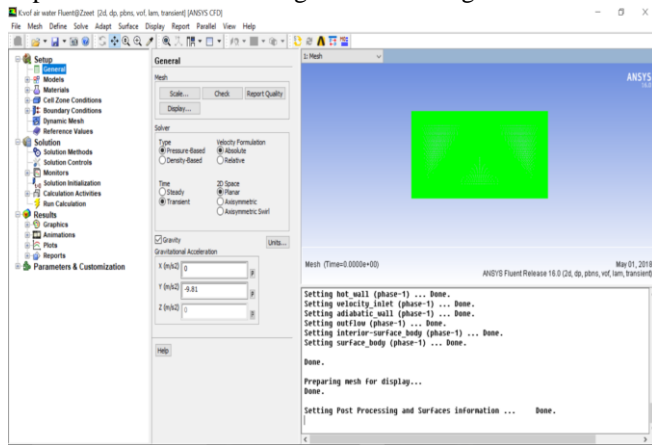 K:vof air water Fluent@Zreet [2d, dp, pbns, vof, lam, transient] [ANSYS CFD]
File Mesh Define Solve Adapt Surface Display Report Parallel View Help
Setup
General
Models
Materials
Cell Zone Conditions
Boundary Conditions
Dynamic Mesh
Reference Values
Solution
Solution Methods
Solution Controls
Monitors
Solution Initialization
Calculation Activities
Run Calculation
Results
Graphics
Animations
Plots
Reports
Parameters & Customization
General
Mesh
Scale... Check Report Quality
Display...
Solver
Type Velocity Formulation
Pressure-Based Absolute
Density-Based Relative
Time 2D Space
Steady Planar
Transient Axisymmetric
Axisymmetric Swirl
Gravity Units...
Gravitational Acceleration
X (m/s2) 0
Y (m/s2) -9.81
Z (m/s2) 0
Help
1: Mesh
ANSYS
16.0
Mesh (Time=0.0000e+00) May 01, 2018
ANSYS Fluent Release 16.0 (2d, dp, pbns, vof, lam, transient)
Setting hot_wall (phase-1) ... Done.
Setting velocity_inlet (phase-1) ... Done.
Setting adiabatic_wall (phase-1) ... Done.
Setting outflow (phase-1) ... Done.
Setting interior-surface_body (phase-1) ... Done.
Setting surface_body (phase-1) ... Done.
Done.
Preparing mesh for display...
Done.
Setting Post Processing and Surfaces information ... Done.